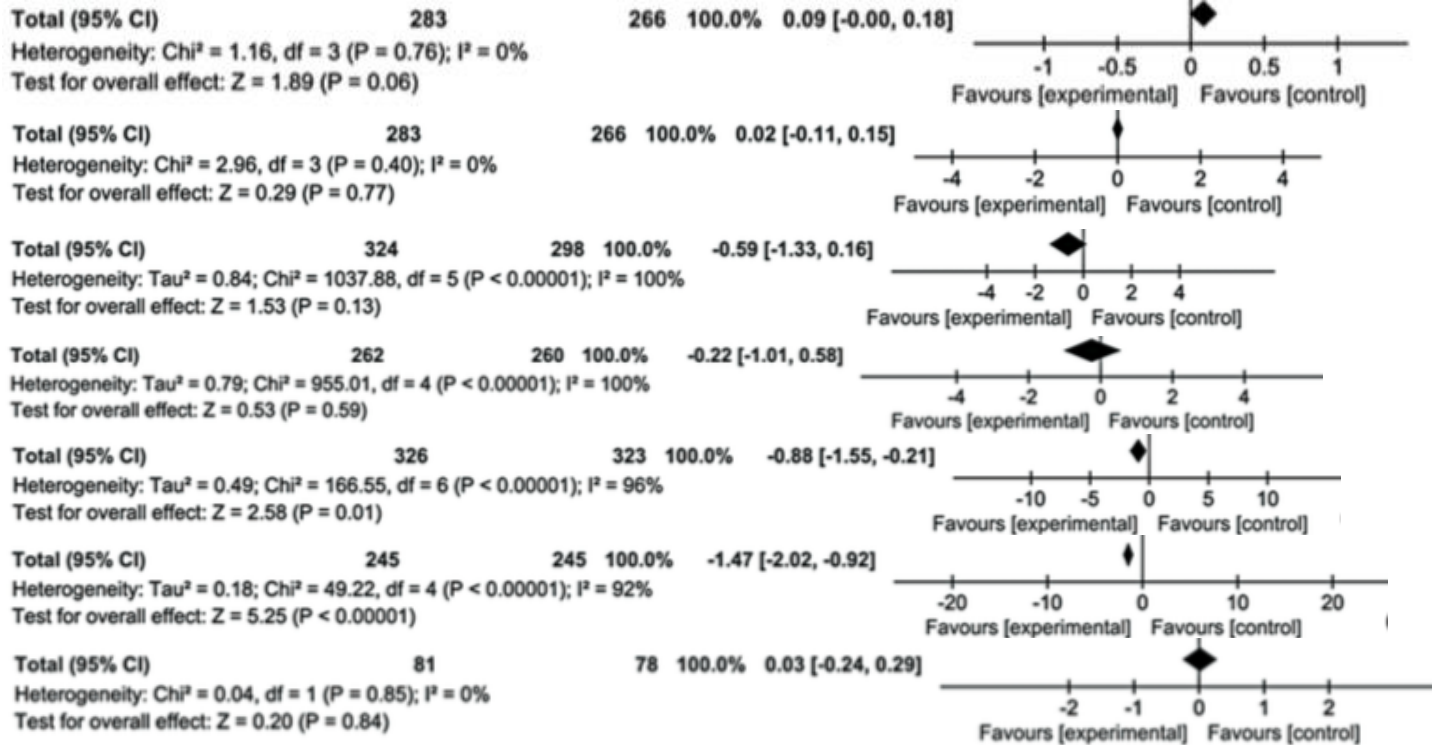 Total (95% CI) 283 266 100.0% 0.09 [-0.00, 0.18]
Heterogeneity: Chi² = 1.16, df = 3 (P = 0.76); I² = 0%
Test for overall effect: Z = 1.89 (P = 0.06)
-1 -0.5 0 0.5 1
Favours [experimental] Favours [control]
Total (95% CI) 283 266 100.0% 0.02 [-0.11, 0.15]
Heterogeneity: Chi² = 2.96, df = 3 (P = 0.40); I² = 0%
Test for overall effect: Z = 0.29 (P = 0.77)
-4 -2 0 2 4
Favours [experimental] Favours [control]
Total (95% CI) 324 298 100.0% -0.59 [-1.33, 0.16]
Heterogeneity: Tau² = 0.84; Chi² = 1037.88, df = 5 (P < 0.00001); I² = 100%
Test for overall effect: Z = 1.53 (P = 0.13)
-4 -2 0 2 4
Favours [experimental] Favours [control]
Total (95% CI) 262 260 100.0% -0.22 [-1.01, 0.58]
Heterogeneity: Tau² = 0.79; Chi² = 955.01, df = 4 (P < 0.00001); I² = 100%
Test for overall effect: Z = 0.53 (P = 0.59)
-4 -2 0 2 4
Favours [experimental] Favours [control]
Total (95% CI) 326 323 100.0% -0.88 [-1.55, -0.21]
Heterogeneity: Tau² = 0.49; Chi² = 166.55, df = 6 (P < 0.00001); I² = 96%
Test for overall effect: Z = 2.58 (P = 0.01)
-10 -5 0 5 10
Favours [experimental] Favours [control]
Total (95% CI) 245 245 100.0% -1.47 [-2.02, -0.92]
Heterogeneity: Tau² = 0.18; Chi² = 49.22, df = 4 (P < 0.00001); I² = 92%
Test for overall effect: Z = 5.25 (P < 0.00001)
-20 -10 0 10 20
Favours [experimental] Favours [control]
Total (95% CI) 81 78 100.0% 0.03 [-0.24, 0.29]
Heterogeneity: Chi² = 0.04, df = 1 (P = 0.85); I² = 0%
Test for overall effect: Z = 0.20 (P = 0.84)
-2 -1 0 1 2
Favours [experimental] Favours [control]